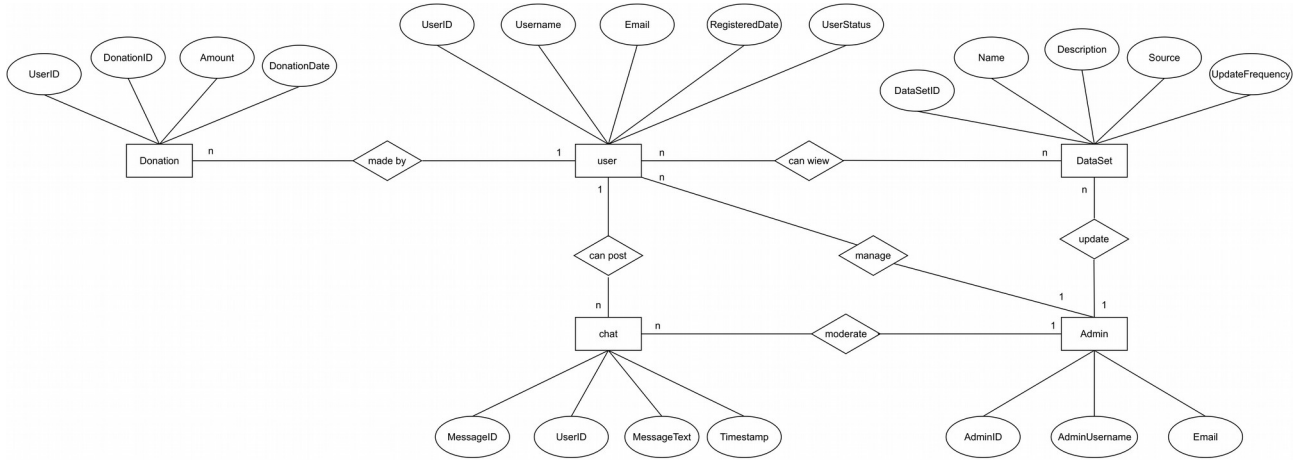 UserID
Username
Email
RegisteredDate
UserStatus
UserID
DonationID
Amount
DonationDate
DataSetID
Name
Description
Source
UpdateFrequency
Donation
n
made by
1
user
n
can wiew
n
DataSet
1
n
n
can post
manage
update
n
1
1
chat
n
moderate
1
Admin
MessageID
UserID
MessageText
Timestamp
AdminID
AdminUsername
Email